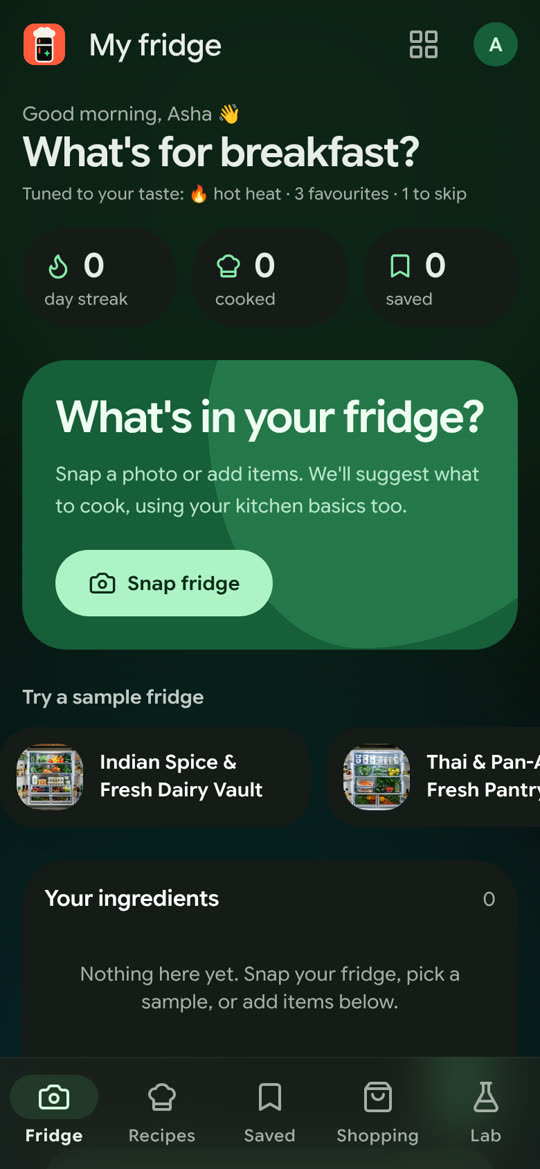 My fridge
A
Good morning, Asha 👋
What's for breakfast?
Tuned to your taste: 🔥 hot heat · 3 favourites · 1 to skip
0
day streak
0
cooked
0
saved
What's in your fridge?
Snap a photo or add items. We'll suggest what
to cook, using your kitchen basics too.
Snap fridge
Try a sample fridge
Indian Spice &
Fresh Dairy Vault
Thai & Pan-A
Fresh Pantry
Your ingredients
0
Nothing here yet. Snap your fridge, pick a
sample, or add items below.
Fridge
Recipes
Saved
Shopping
Lab